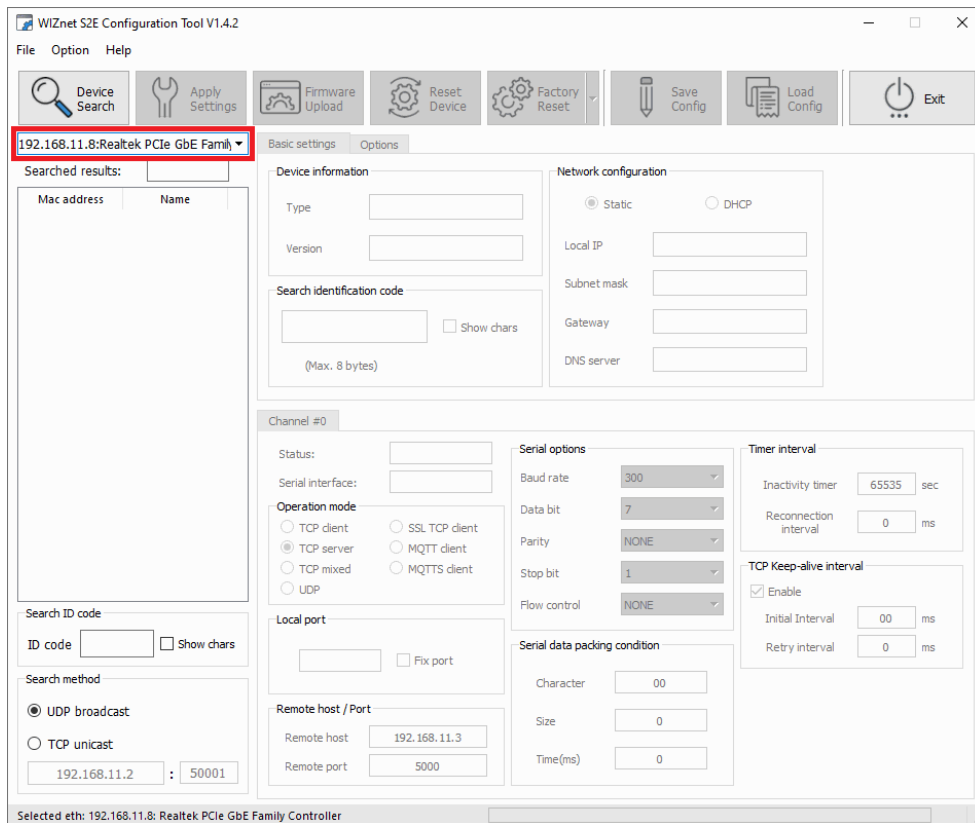 WIZnet S2E Configuration Tool V1.4.2
File Option Help
Device Search
Apply Settings
Firmware Upload
Reset Device
Factory Reset
Save Config
Load Config
Exit
192.168.11.8:Realtek PCIe GbE Family
Searched results:
Mac address Name
Search ID code
ID code Show chars
Search method
UDP broadcast
TCP unicast
192.168.11.2 : 50001
Basic settings Options
Device information
Type
Version
Search identification code
Show chars
(Max. 8 bytes)
Network configuration
Static DHCP
Local IP
Subnet mask
Gateway
DNS server
Channel #0
Status:
Serial interface:
Operation mode
TCP client SSL TCP client
TCP server MQTT client
TCP mixed MQTTS client
UDP
Local port
Fix port
Remote host / Port
Remote host 192.168.11.3
Remote port 5000
Serial options
Baud rate 300
Data bit 7
Parity NONE
Stop bit 1
Flow control NONE
Serial data packing condition
Character 00
Size 0
Time(ms) 0
Timer interval
Inactivity timer 65535 sec
Reconnection interval 0 ms
TCP Keep-alive interval
Enable
Initial Interval 00 ms
Retry interval 0 ms
Selected eth: 192.168.11.8: Realtek PCIe GbE Family Controller